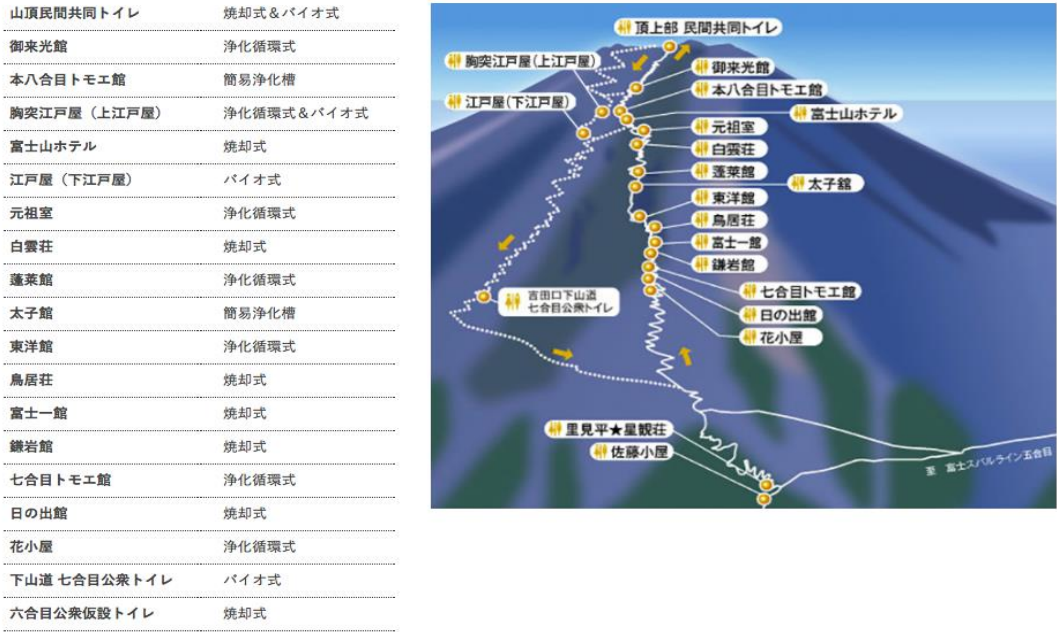 山頂民間共同トイレ 焼却式＆バイオ式
御来光館 浄化循環式
本八合目トモエ館 簡易浄化槽
胸突江戸屋（上江戸屋） 浄化循環式＆バイオ式
富士山ホテル 焼却式
江戸屋（下江戸屋） バイオ式
元祖室 浄化循環式
白雲荘 焼却式
蓬莱館 浄化循環式
太子館 簡易浄化槽
東洋館 浄化循環式
鳥居荘 焼却式
富士一館 焼却式
鎌岩館 焼却式
七合目トモエ館 浄化循環式
日の出館 焼却式
花小屋 浄化循環式
下山道 七合目公衆トイレ バイオ式
六合目公衆仮設トイレ 焼却式
頂上部 民間共同トイレ
胸突江戸屋(上江戸屋)
御来光館
本八合目トモエ館
江戸屋(下江戸屋)
富士山ホテル
元祖室
白雲荘
蓬莱館
太子舘
東洋館
鳥居荘
富士一館
鎌岩館
七合目トモエ館
吉田口下山道
七合目公衆トイレ
日の出館
花小屋
里見平★星観荘
佐藤小屋
至 富士スバルライン五合目